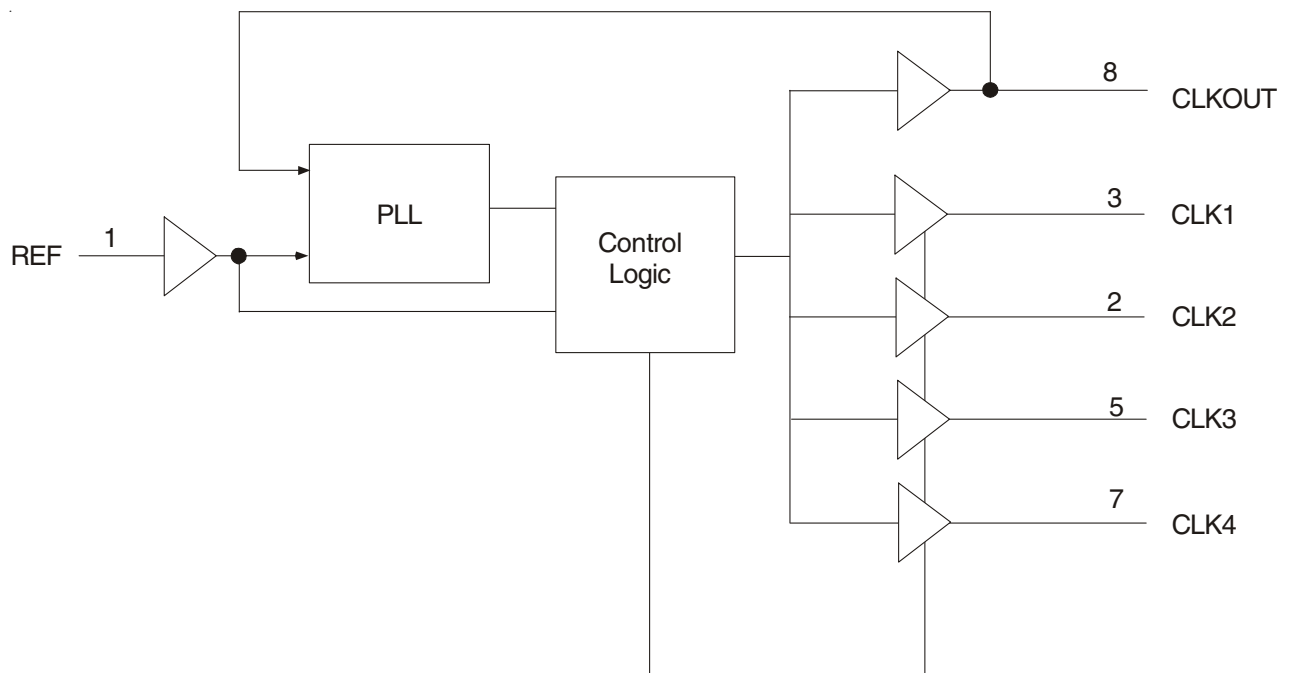 8
CLKOUT
PLL
3
CLK1
REF
1
Control
Logic
2
CLK2
5
CLK3
7
CLK4